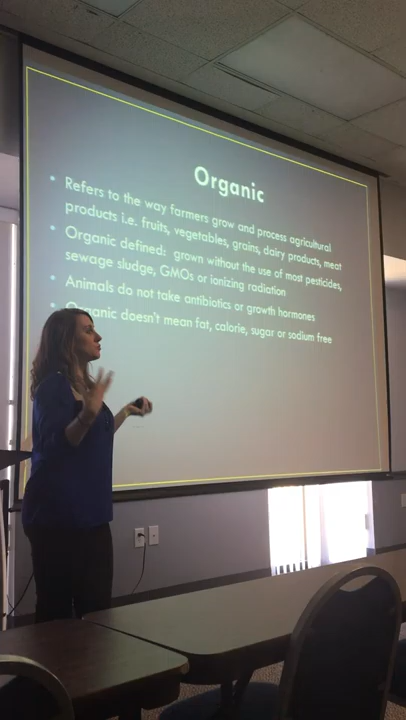 Organic
• Refers to the way farmers grow and process agricultural
products i.e. fruits, vegetables, grains, dairy products, meat
• Organic defined: grown without the use of most pesticides,
sewage sludge, GMOs or ionizing radiation
• Animals do not take antibiotics or growth hormones
• Organic doesn't mean fat, calorie, sugar or sodium free